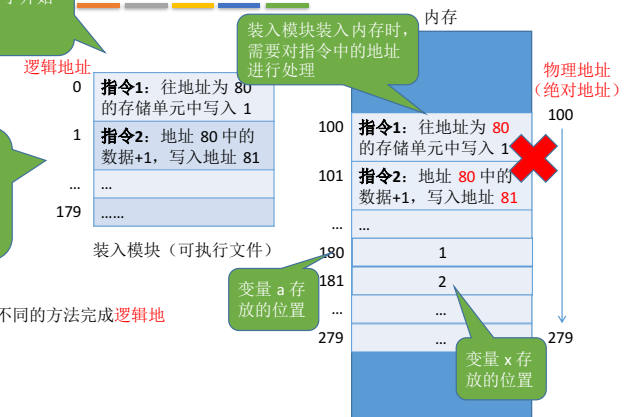 内存
装入模块装入内存时，
需要对指令中的地址
进行处理
逻辑地址
0
指令1：往地址为 80
的存储单元中写入 1
1
指令2：地址 80 中的
数据+1，写入地址 81
...
...
179
......
装入模块（可执行文件）
物理地址
（绝对地址）
100
100
指令1：往地址为 80
的存储单元中写入 1
101
指令2：地址 80 中的
数据+1，写入地址 81
...
...
180
1
181
2
...
...
279
...
279
变量 a 存
放的位置
变量 x 存
放的位置
不同的方法完成逻辑地